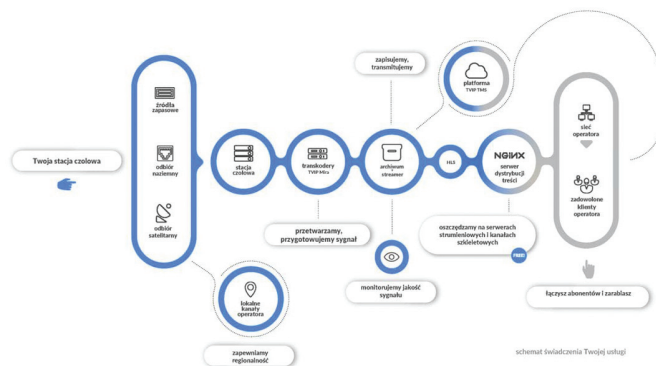 Twoja stacja czołowa
źródła
zapasowe
odbiór
naziemny
odbiór
satelitarny
stacja
czołowa
transkodery
TVIP-Mica
przetwarzamy,
przygotowujemy sygnał
lokalne
kanały
operatora
zapewniamy
regionalność
zapisujemy,
transmitujemy
archiwum
streamer
monitorujemy jakość
sygnału
HLS
platforma
TVIP TMS
NGINX
serwer
dystrybucji
treści
oszczędzamy na serwerach
strumieniowych i kanałach
szkieletowych
FREE!
sieć
operatora
zadowolone
klienty
operatora
łączysz abonentów i zarabiasz
schemat świadczenia Twojej usługi